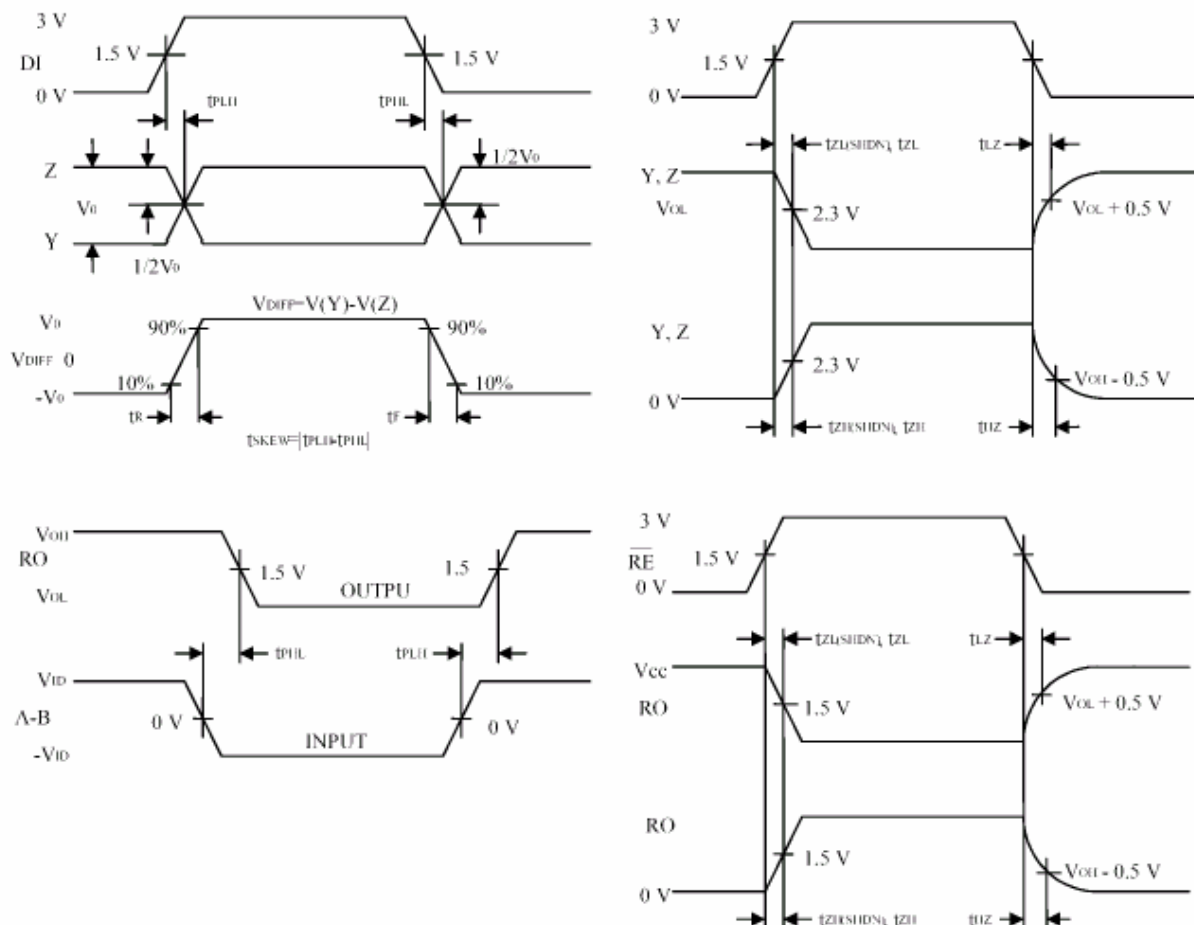 3 V
DI
1.5 V
1.5 V
0 V
tPLH
tPHL
Z
1/2V0
V0
Y
1/2V0
VDIFF=V(Y)-V(Z)
V0
90%
90%
VDIFF 0
10%
10%
-V0
tR
tF
tSKEW=|tPLH-tPHL|
3 V
1.5 V
0 V
tZL(SHDN), tZL
tLZ
Y, Z
VOL
2.3 V
VOL + 0.5 V
Y, Z
2.3 V
VOH - 0.5 V
0 V
tZH(SHDN), tZH
tHZ
VOH
RO
1.5 V
1.5
VOL
OUTPU
tPHL
tPLH
VID
A-B
0 V
0 V
INPUT
-VID
3 V
RE
1.5 V
0 V
tZL(SHDN), tZL
tLZ
Vcc
RO
1.5 V
VOL + 0.5 V
RO
1.5 V
VOH - 0.5 V
0 V
tZH(SHDN), tZH
tHZ